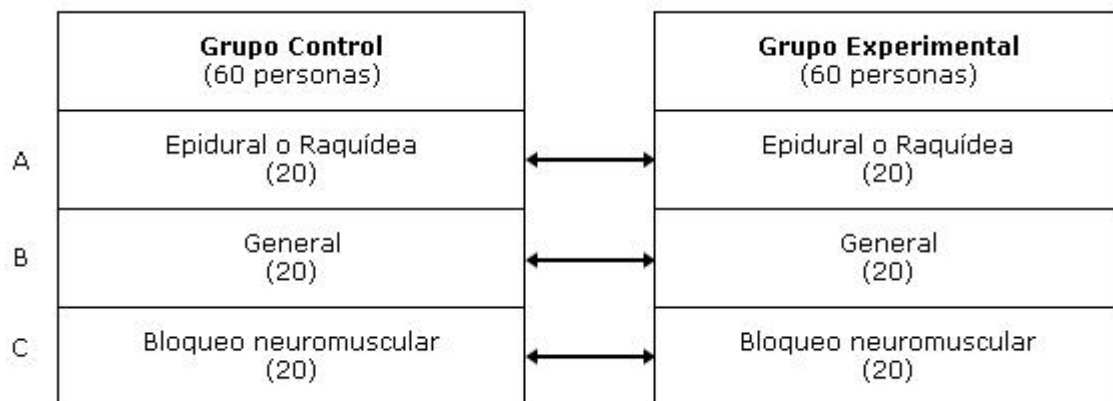 Grupo Control
(60 personas)
Grupo Experimental
(60 personas)
A
Epidural o Raquídea
(20)
Epidural o Raquídea
(20)
B
General
(20)
General
(20)
C
Bloqueo neuromuscular
(20)
Bloqueo neuromuscular
(20)